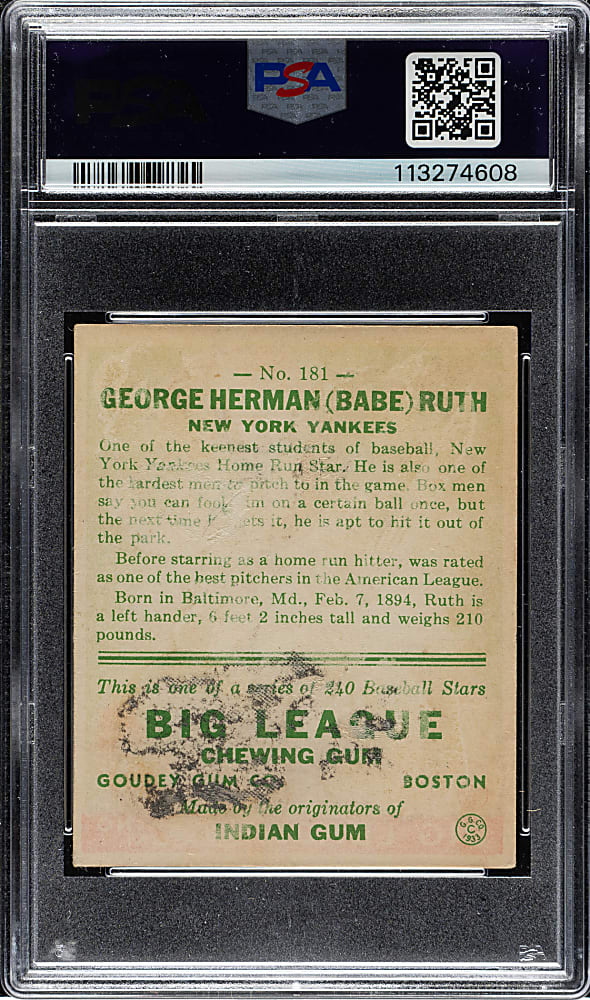 PSA
113274608
— No. 181 —
GEORGE HERMAN (BABE) RUTH
NEW YORK YANKEES
One of the keenest students of baseball, New
York Yankees Home Run Star. He is also one of
the hardest men to pitch to in the game. Box men
say you can fool him on a certain ball once, but
the next time he gets it, he is apt to hit it out of
the park.
Before starring as a home run hitter, was rated
as one of the best pitchers in the American League.
Born in Baltimore, Md., Feb. 7, 1894, Ruth is
a left hander, 6 feet 2 inches tall and weighs 210
pounds.
This is one of a series of 240 Baseball Stars
BIG LEAGUE
CHEWING GUM
GOUDEY GUM CO. BOSTON
Made by the originators of
INDIAN GUM
G. G. CO.
C
1933